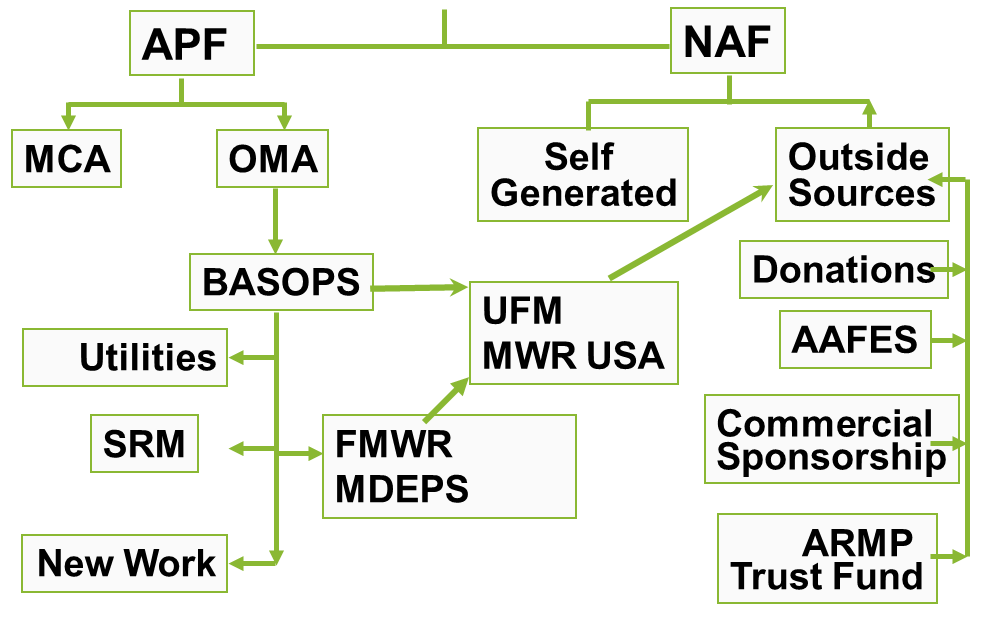 APF
NAF
MCA
OMA
Self
Generated
Outside
Sources
BASOPS
Donations
UFM
MWR USA
Utilities
AAFES
SRM
FMWR
MDEPS
Commercial
Sponsorship
New Work
ARMP
Trust Fund